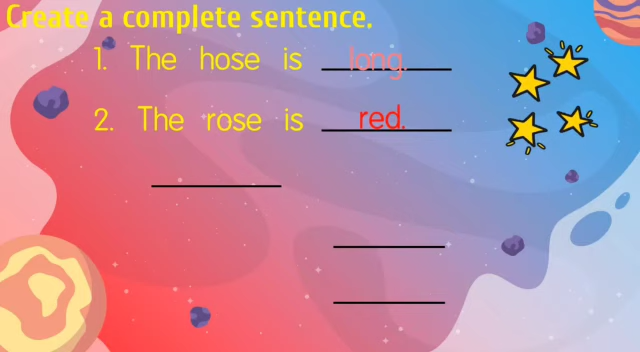 Create a complete sentence.
1. The hose is long.
2. The rose is red.